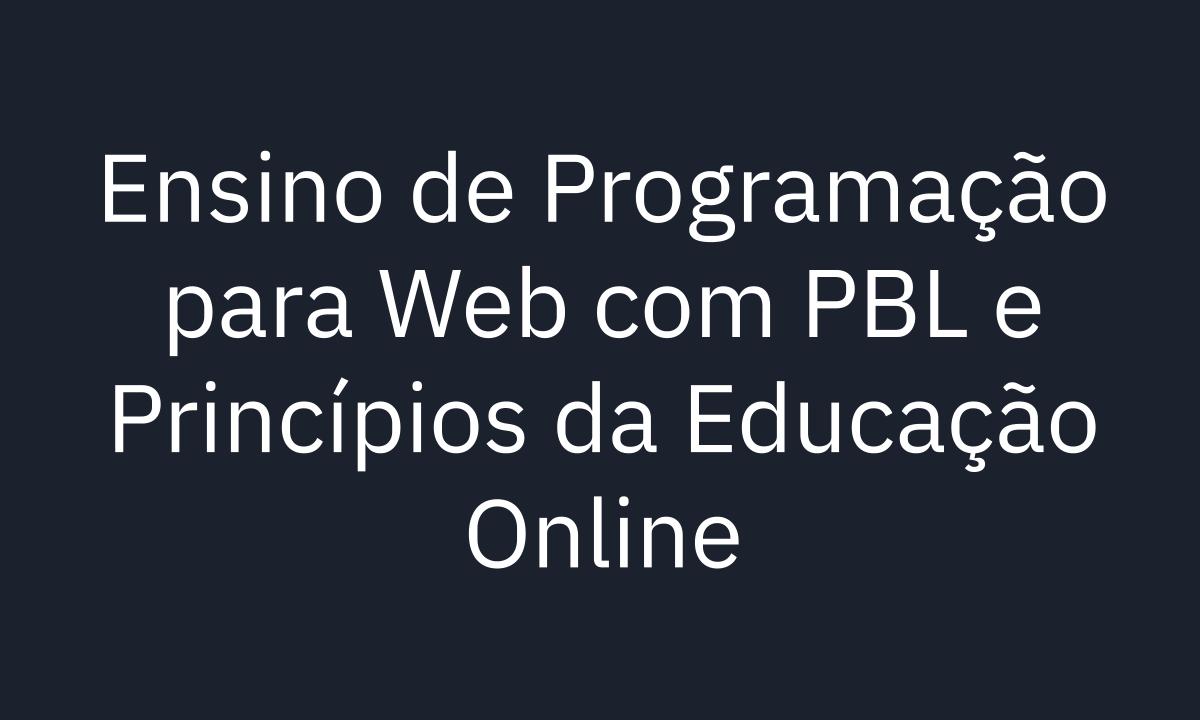 Ensino de Programação
para Web com PBL e
Princípios da Educação
Online